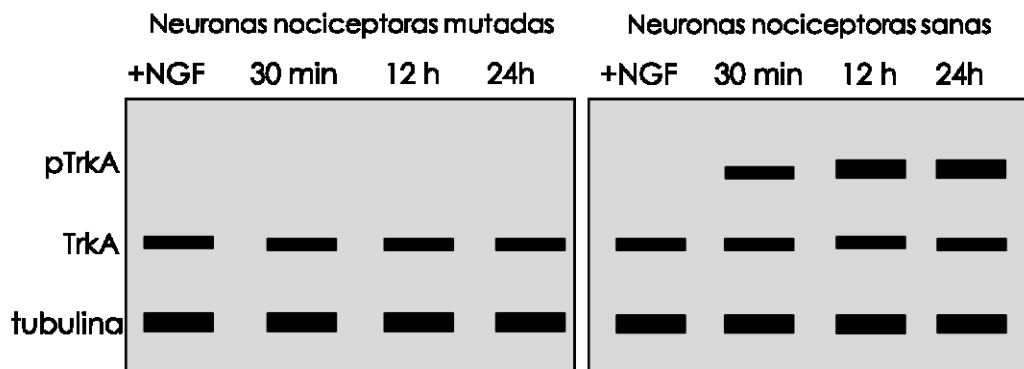 Neuronas nociceptoras mutadas
Neuronas nociceptoras sanas
+NGF 30 min 12 h 24h
+NGF 30 min 12 h 24h
pTrkA
TrkA
tubulina